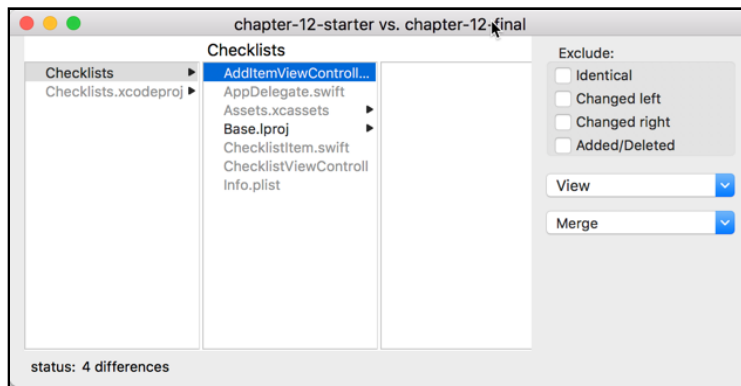 chapter-12-starter vs. chapter-12-final
Checklists
Checklists
Checklists.xcodeproj
AddItemViewControll...
AppDelegate.swift
Assets.xcassets
Base.lproj
ChecklistItem.swift
ChecklistViewControll
Info.plist
Exclude:
Identical
Changed left
Changed right
Added/Deleted
View
Merge
status: 4 differences